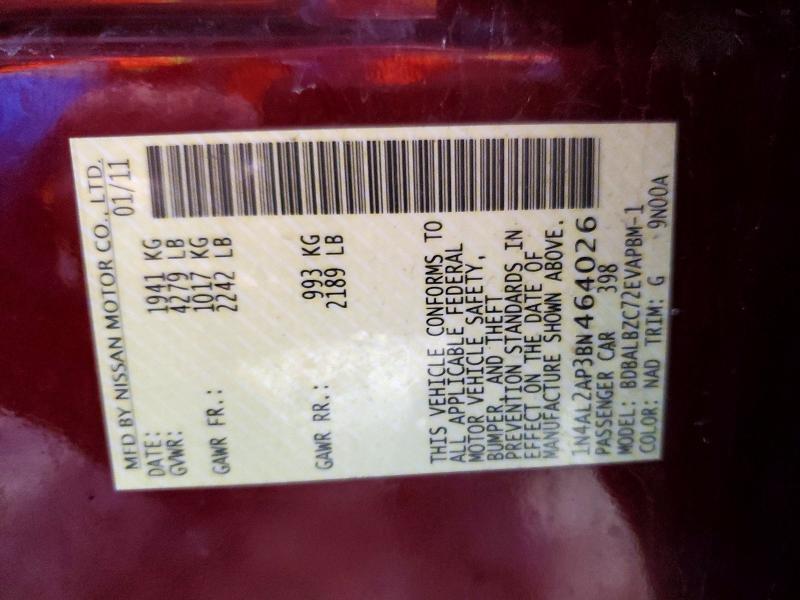 MFD BY NISSAN MOTOR CO., LTD.
DATE: 01/11
GVWR: 1941 KG
4279 LB
GAWR FR.: 1017 KG
2242 LB
GAWR RR.: 993 KG
2189 LB
THIS VEHICLE CONFORMS TO
ALL APPLICABLE FEDERAL
MOTOR VEHICLE SAFETY,
BUMPER, AND THEFT
PREVENTION STANDARDS IN
EFFECT ON THE DATE OF
MANUFACTURE SHOWN ABOVE.
1N4AL2AP3BN464026
PASSENGER CAR 398
MODEL: BDBALBZC72EVAPBM-1
COLOR: NAD TRIM: G 9N00A